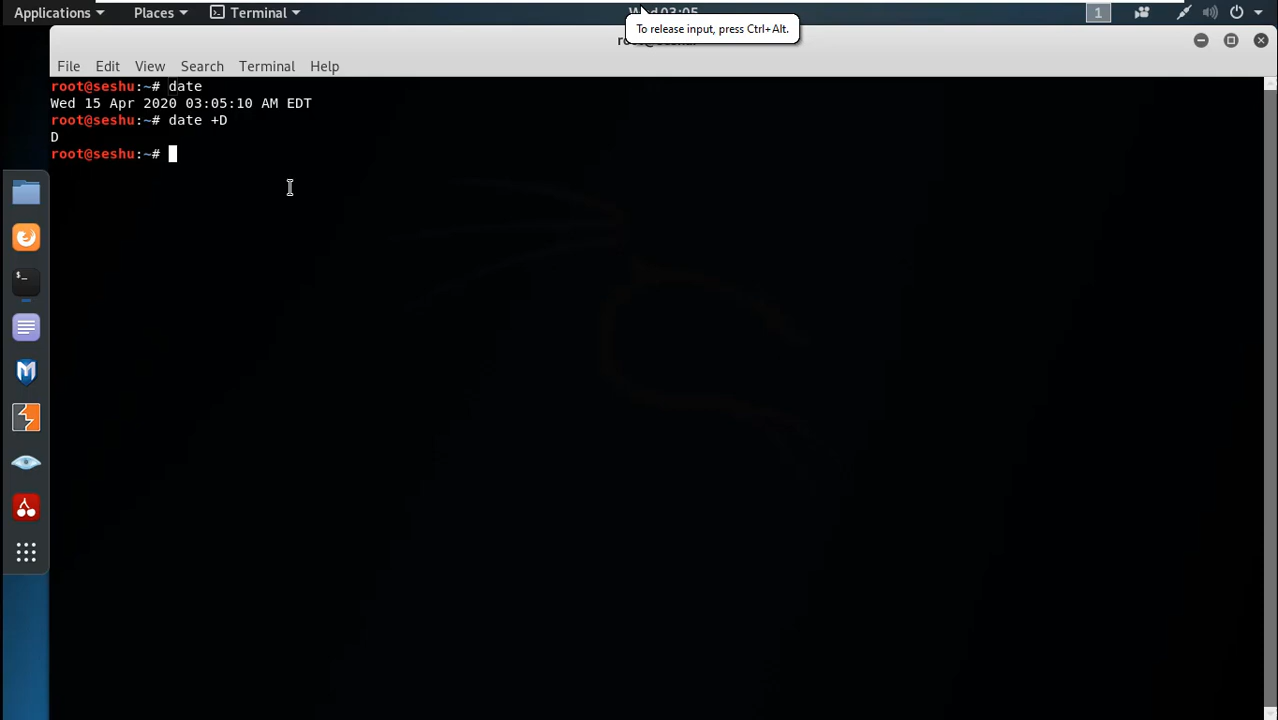 Applications Places Terminal 1
To release input, press Ctrl+Alt.
File Edit View Search Terminal Help
root@seshu:~# date
Wed 15 Apr 2020 03:05:10 AM EDT
root@seshu:~# date +D
D
root@seshu:~#